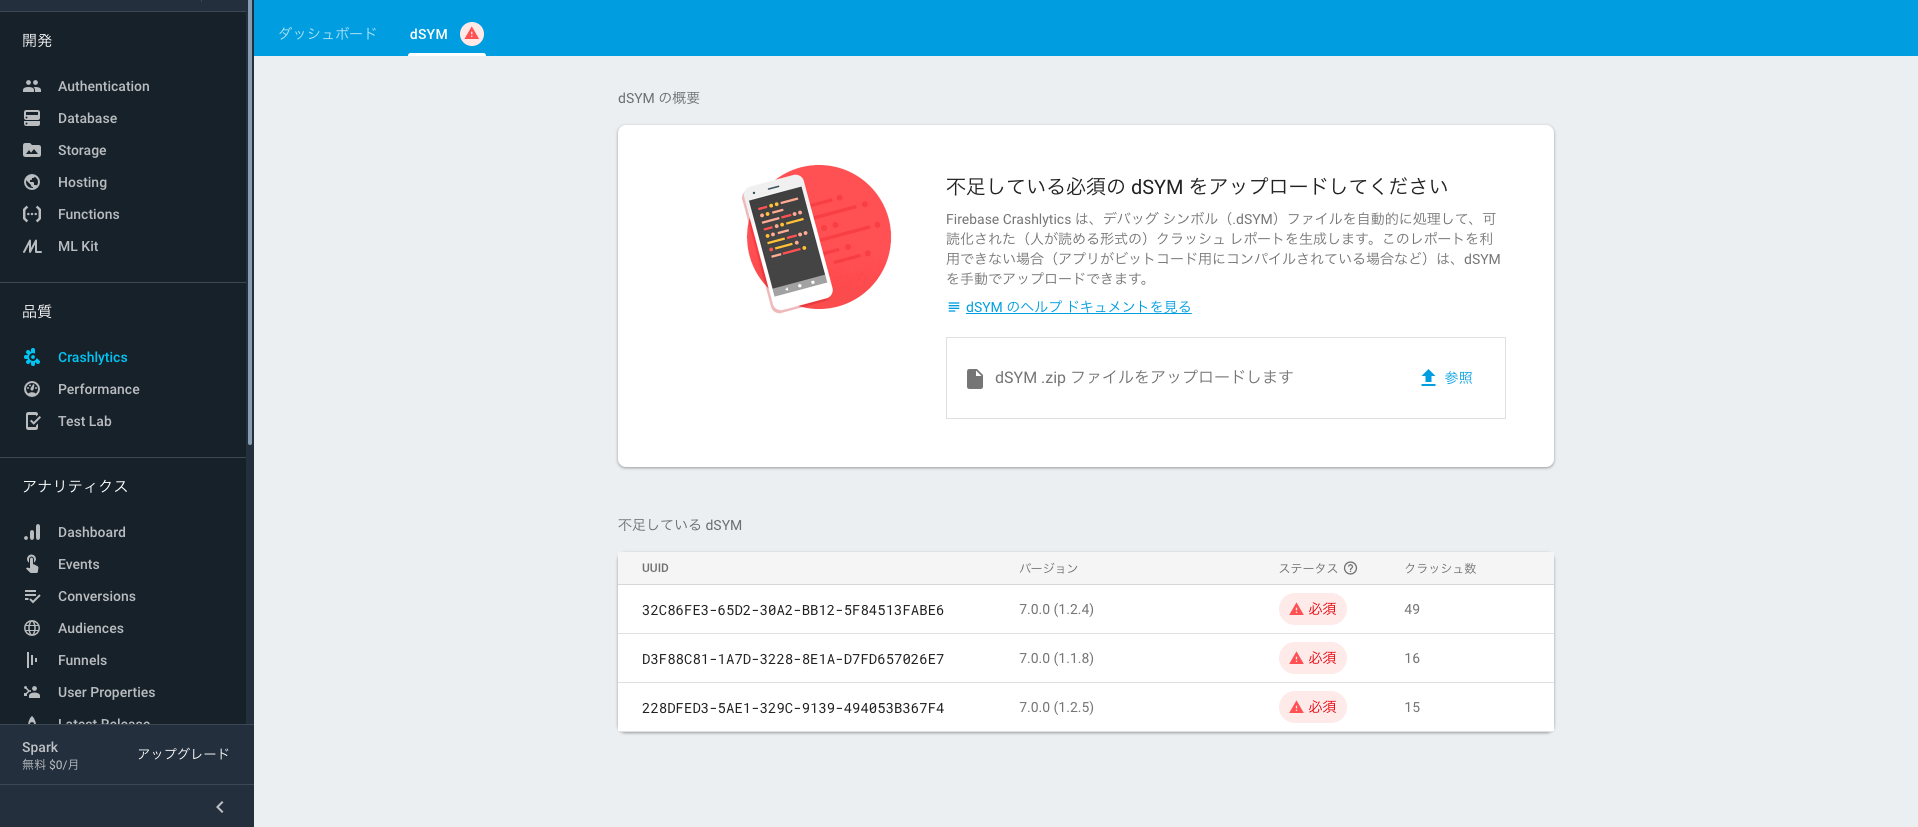 開発
Authentication
Database
Storage
Hosting
Functions
ML Kit
品質
Crashlytics
Performance
Test Lab
アナリティクス
Dashboard
Events
Conversions
Audiences
Funnels
User Properties
Latest Release
Spark
無料 $0/月
アップグレード
ダッシュボード
dSYM
dSYM の概要
不足している必須の dSYM をアップロードしてください
Firebase Crashlytics は、デバッグ シンボル（.dSYM）ファイルを自動的に処理して、可
読化された（人が読める形式の）クラッシュ レポートを生成します。このレポートを利
用できない場合（アプリがビットコード用にコンパイルされている場合など）は、dSYM
を手動でアップロードできます。
dSYM のヘルプ ドキュメントを見る
dSYM .zip ファイルをアップロードします
参照
不足している dSYM
UUID バージョン ステータス クラッシュ数
32C86FE3-65D2-30A2-BB12-5F84513FABE6 7.0.0 (1.2.4) 必須 49
D3F88C81-1A7D-3228-8E1A-D7FD657026E7 7.0.0 (1.1.8) 必須 16
228DFED3-5AE1-329C-9139-494053B367F4 7.0.0 (1.2.5) 必須 15